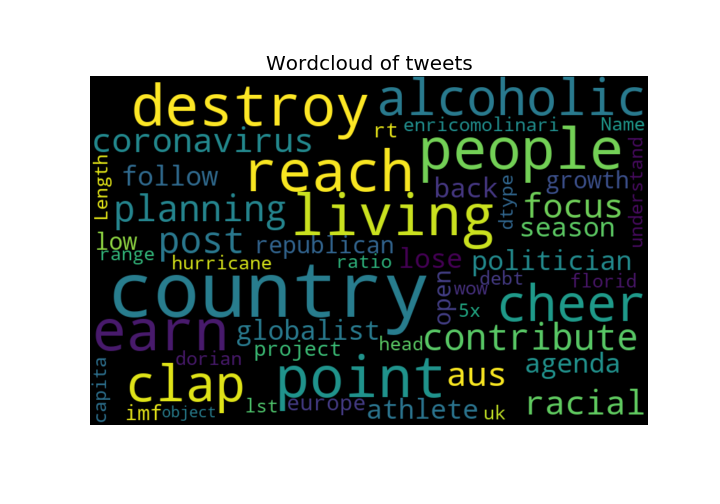 Wordcloud of tweets
destroy alcoholic
rt enricomolinari Name
coronavirus people
Length follow reach back growth understand
planning living dtype focus
low post republican season
range hurricane ratio lose politician
country open wow debt florid
5x cheer
earn globalist contribute
dorian project head
capita clap point aus agenda
imf object lst europe athlete uk racial